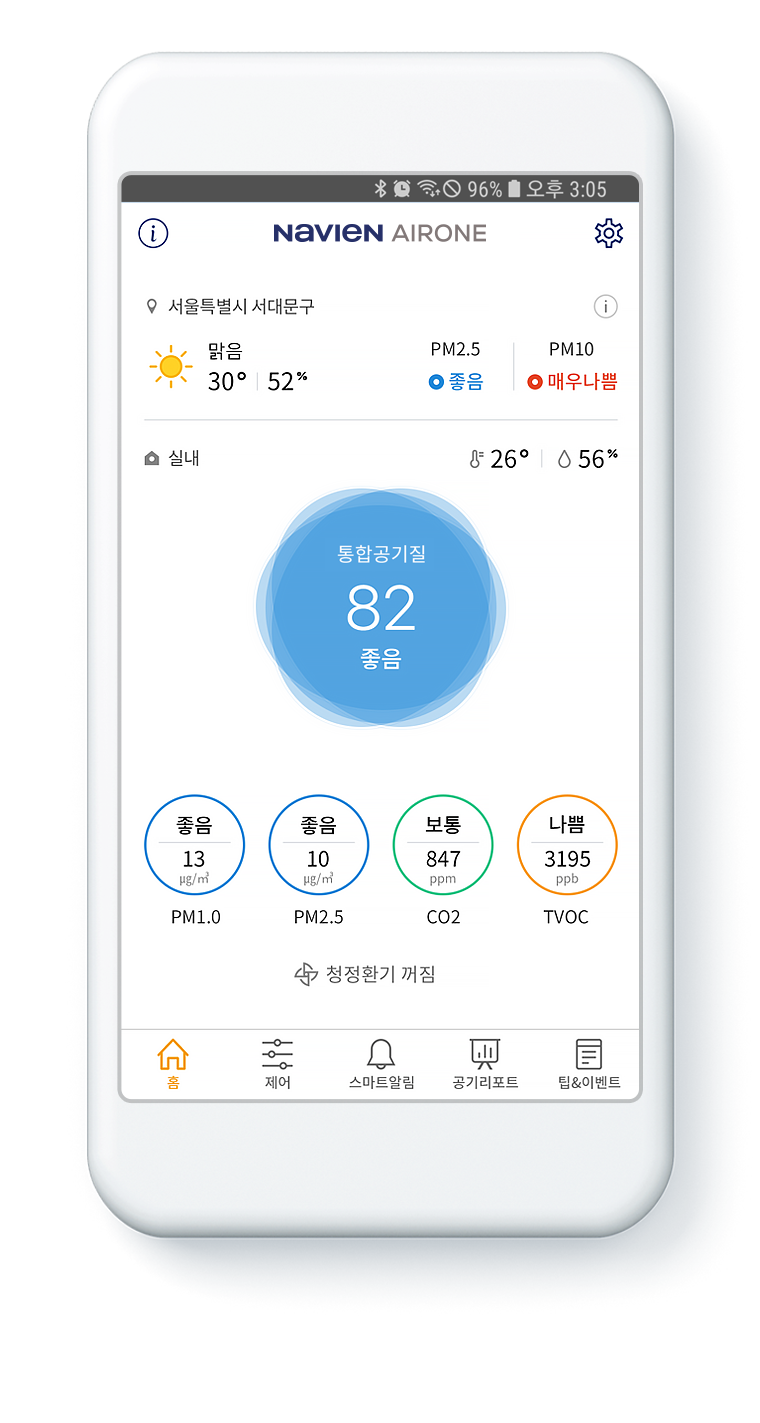 96% 오후 3:05
NAVIEN AIRONE
서울특별시 서대문구
맑음 PM2.5 PM10
30° 52% 좋음 매우나쁨
실내 26° 56%
통합공기질
82
좋음
좋음 좋음 보통 나쁨
13 10 847 3195
μg/㎥ μg/㎥ ppm ppb
PM1.0 PM2.5 CO2 TVOC
청정환기 꺼짐
홈 제어 스마트알림 공기리포트 팁&이벤트